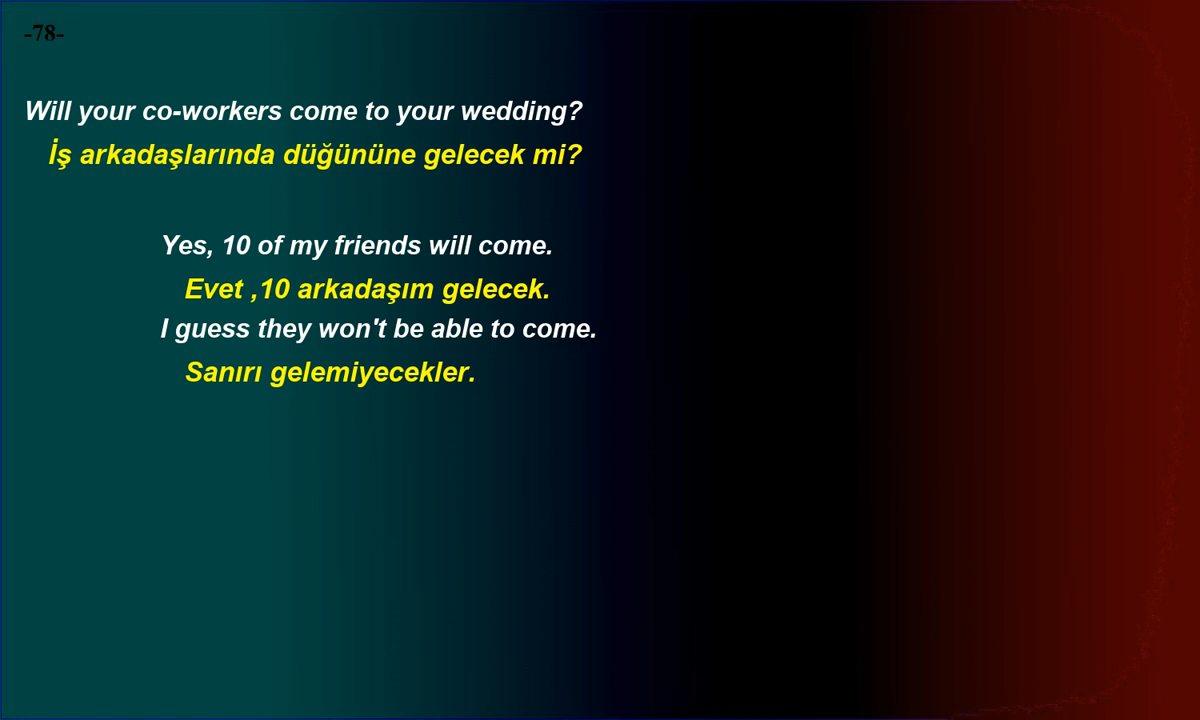 -78-
Will your co-workers come to your wedding?
İş arkadaşlarında düğününe gelecek mi?
Yes, 10 of my friends will come.
Evet ,10 arkadaşım gelecek.
I guess they won't be able to come.
Sanırı gelemiyecekler.